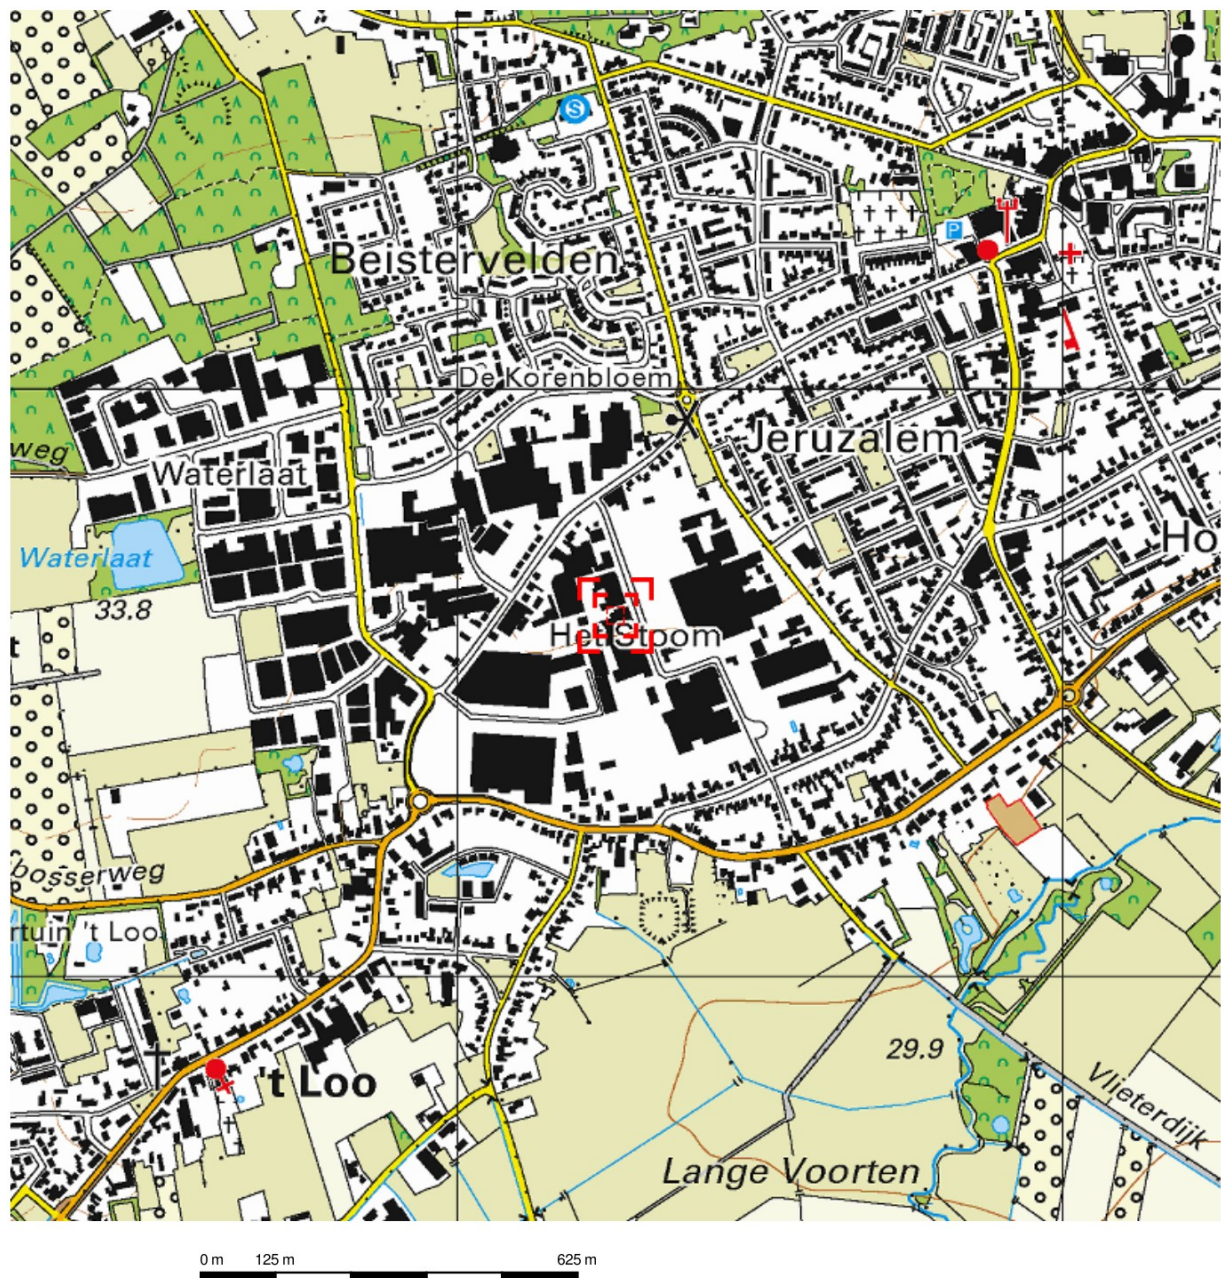 S
P
Beistervelden
De Korenbloem
weg
Jeruzalem
Waterlaat
Waterlaat
Ho
33.8
Het Stoom
t
bosserweg
rtuin 't Loo
29.9
't Loo
Vlieterdijk
Lange Voorten
0 m 125 m 625 m